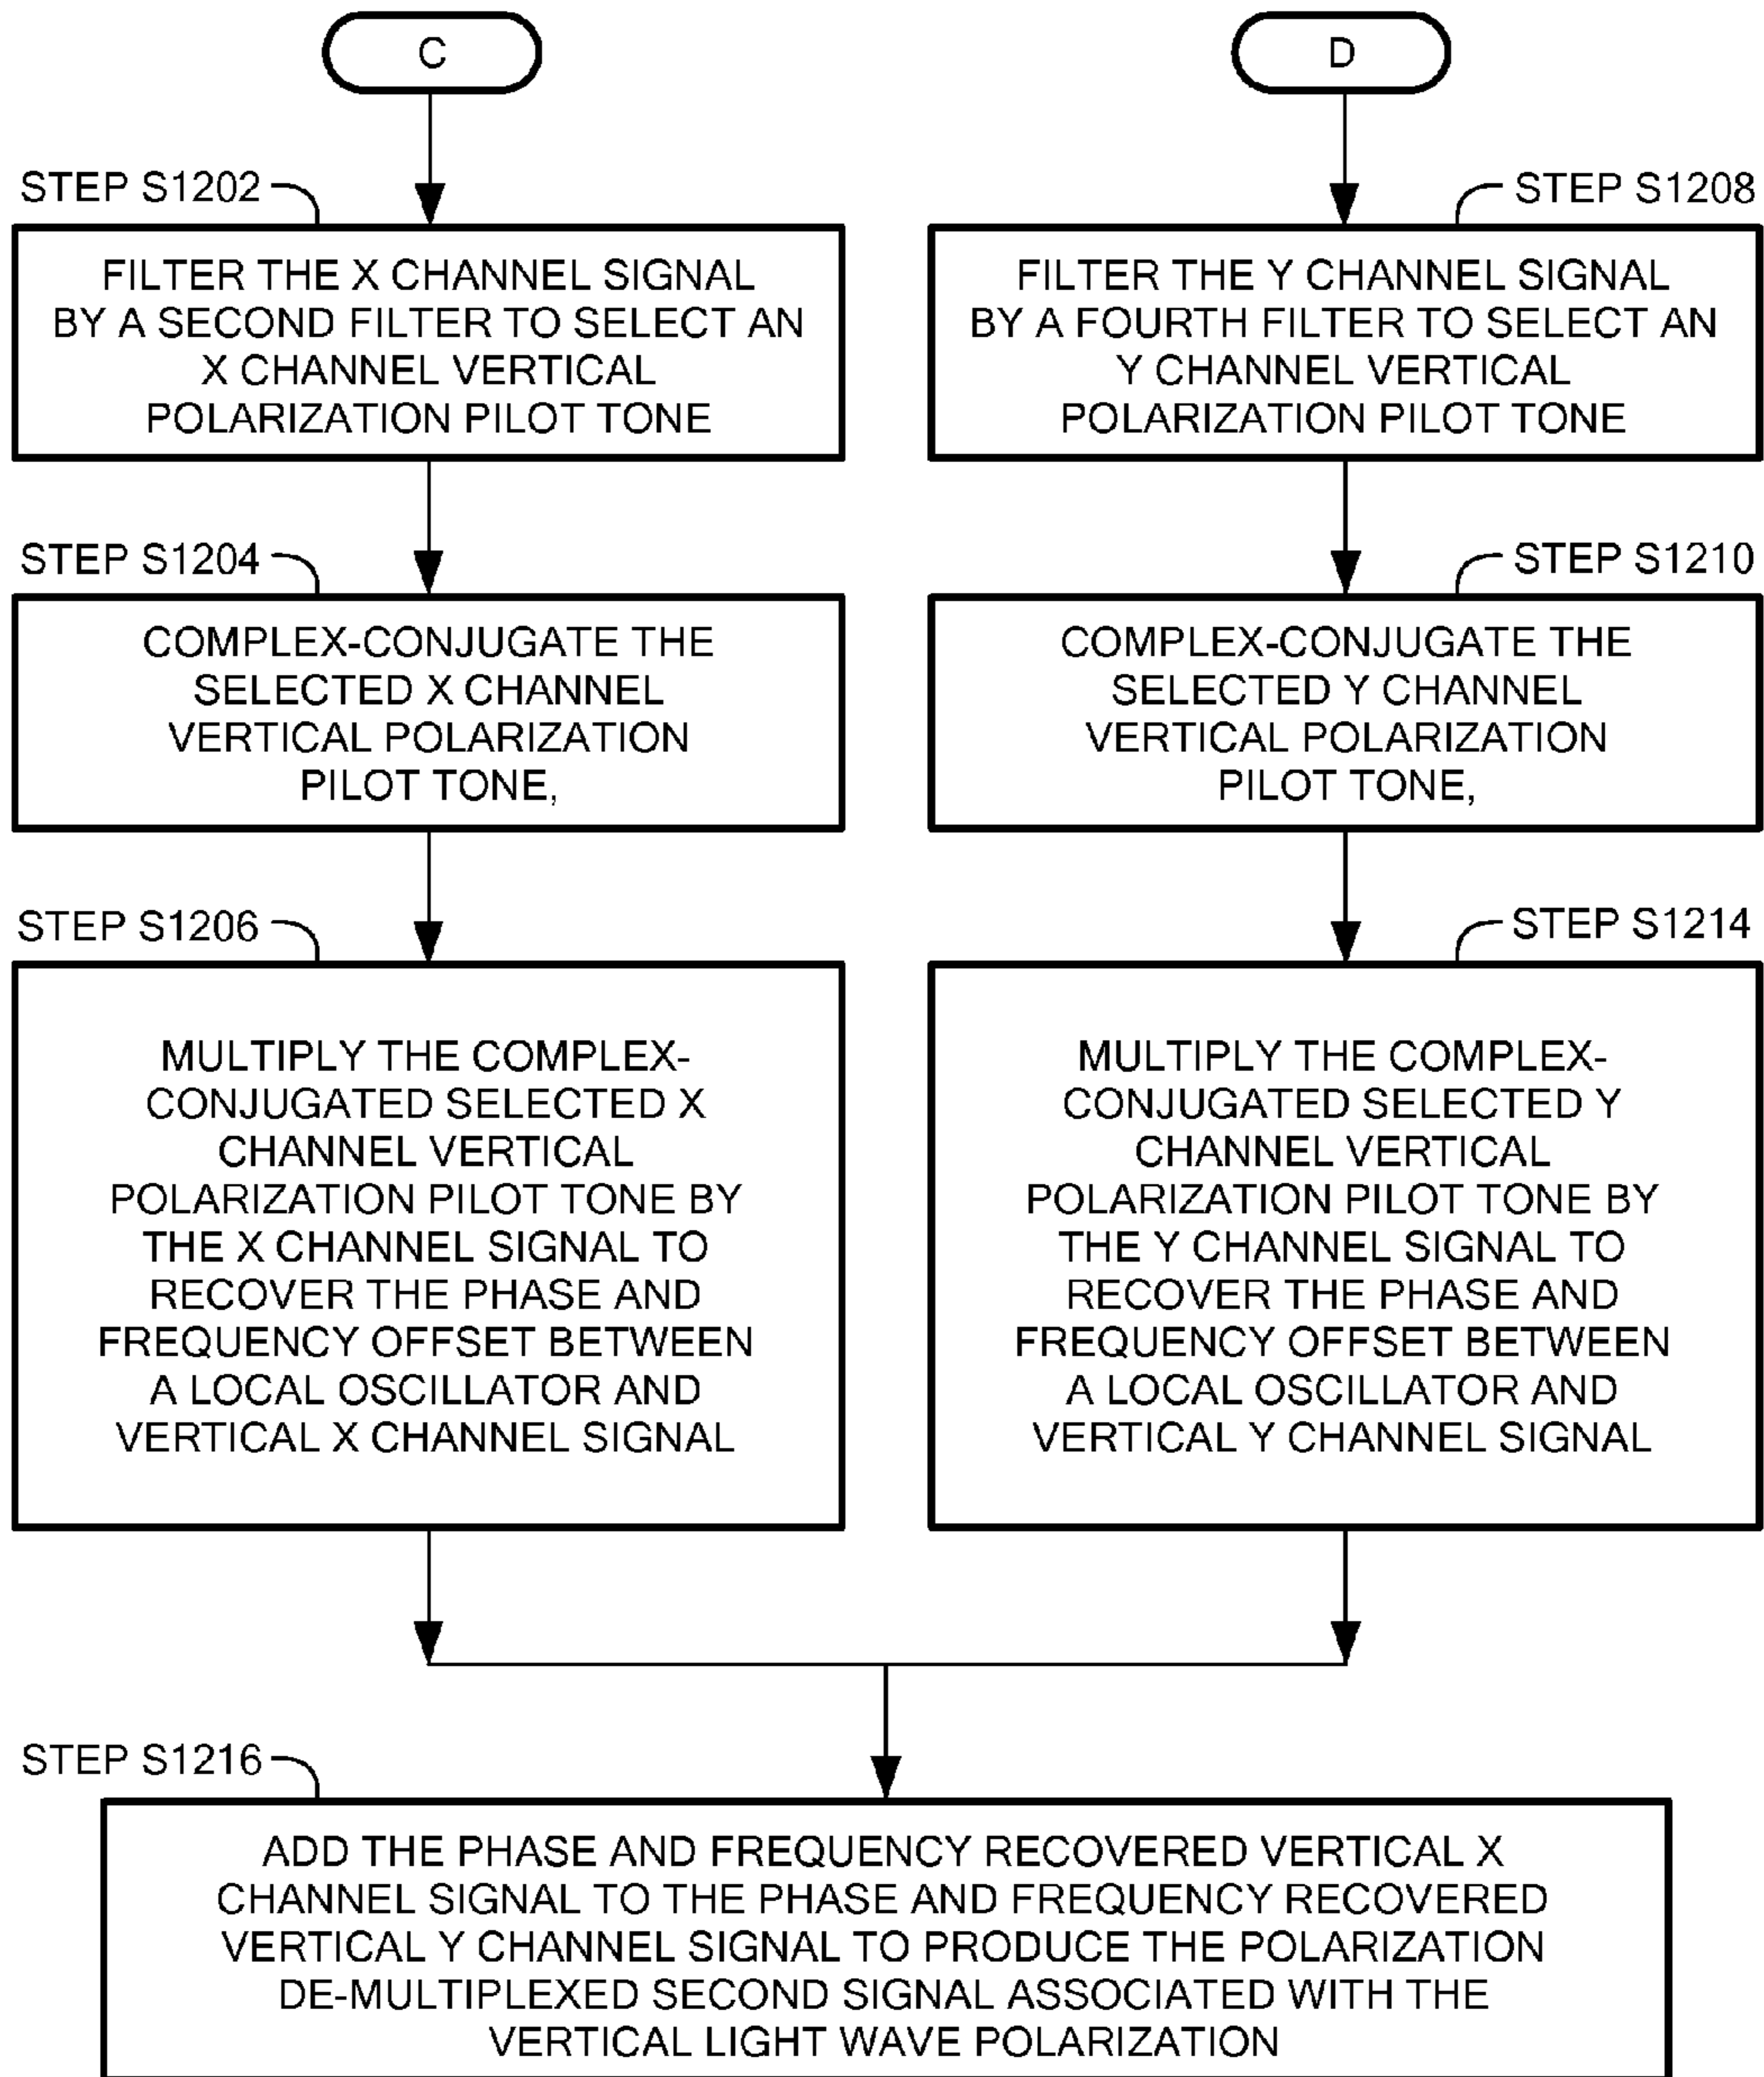 C
STEP S1202
FILTER THE X CHANNEL SIGNAL
BY A SECOND FILTER TO SELECT AN
X CHANNEL VERTICAL
POLARIZATION PILOT TONE
STEP S1204
COMPLEX-CONJUGATE THE
SELECTED X CHANNEL
VERTICAL POLARIZATION
PILOT TONE,
STEP S1206
MULTIPLY THE COMPLEX-
CONJUGATED SELECTED X
CHANNEL VERTICAL
POLARIZATION PILOT TONE BY
THE X CHANNEL SIGNAL TO
RECOVER THE PHASE AND
FREQUENCY OFFSET BETWEEN
A LOCAL OSCILLATOR AND
VERTICAL X CHANNEL SIGNAL
D
STEP S1208
FILTER THE Y CHANNEL SIGNAL
BY A FOURTH FILTER TO SELECT AN
Y CHANNEL VERTICAL
POLARIZATION PILOT TONE
STEP S1210
COMPLEX-CONJUGATE THE
SELECTED Y CHANNEL
VERTICAL POLARIZATION
PILOT TONE,
STEP S1214
MULTIPLY THE COMPLEX-
CONJUGATED SELECTED Y
CHANNEL VERTICAL
POLARIZATION PILOT TONE BY
THE Y CHANNEL SIGNAL TO
RECOVER THE PHASE AND
FREQUENCY OFFSET BETWEEN
A LOCAL OSCILLATOR AND
VERTICAL Y CHANNEL SIGNAL
STEP S1216
ADD THE PHASE AND FREQUENCY RECOVERED VERTICAL X
CHANNEL SIGNAL TO THE PHASE AND FREQUENCY RECOVERED
VERTICAL Y CHANNEL SIGNAL TO PRODUCE THE POLARIZATION
DE-MULTIPLEXED SECOND SIGNAL ASSOCIATED WITH THE
VERTICAL LIGHT WAVE POLARIZATION